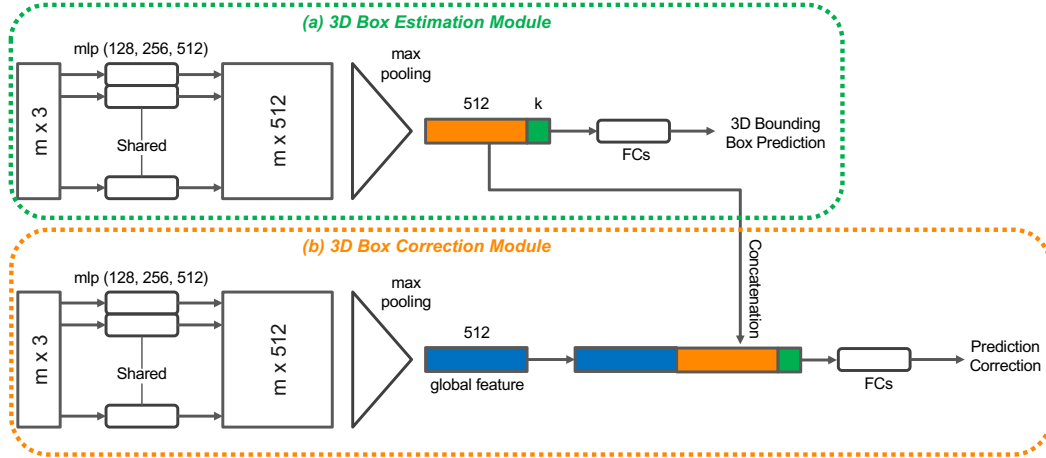 (a) 3D Box Estimation Module
mlp (128, 256, 512)
max
pooling
m x 3
Shared
m x 512
512
k
FCs
3D Bounding
Box Prediction
(b) 3D Box Correction Module
mlp (128, 256, 512)
max
pooling
m x 3
Shared
m x 512
512
global feature
Concatenation
FCs
Prediction
Correction